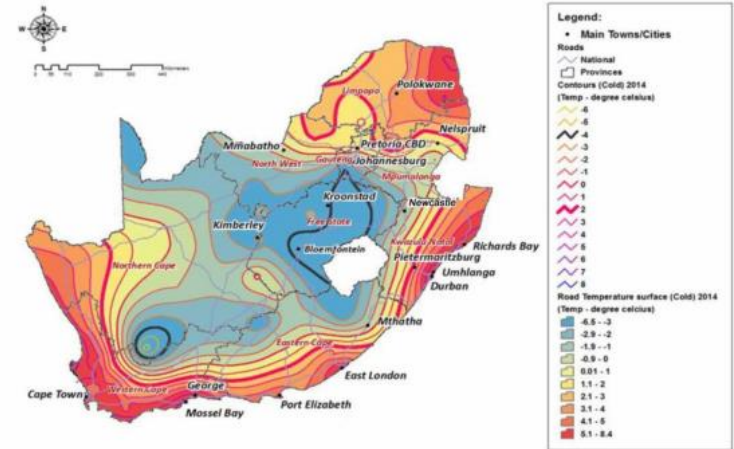 N
W E
S
Limpopo
Polokwane
Nelspruit
Mmabatho
Pretoria CBD
North West
Gauteng
Johannesburg
Mpumalanga
Kroonstad
Newcastle
Kimberley
Free state
Bloemfontein
Kwazulu Natal
Richards Bay
Pietermaritzburg
Umhlanga
Durban
Northern Cape
Mthatha
Eastern Cape
East London
Western Cape
George
Cape Town
Port Elizabeth
Mossel Bay
Legend:
Main Towns/Cities
Roads
National
Provinces
Contours (Cold) 2014
(Temp - degree celsius)
-6
-5
-4
-3
-2
-1
0
1
2
3
4
5
6
7
8
Road Temperature surface (Cold) 2014
(Temp - degree celcius)
-6.5 - -3
-2.9 - -2
-1.9 - -1
-0.9 - 0
0.01 - 1
1.1 - 2
2.1 - 3
3.1 - 4
4.1 - 5
5.1 - 8.4